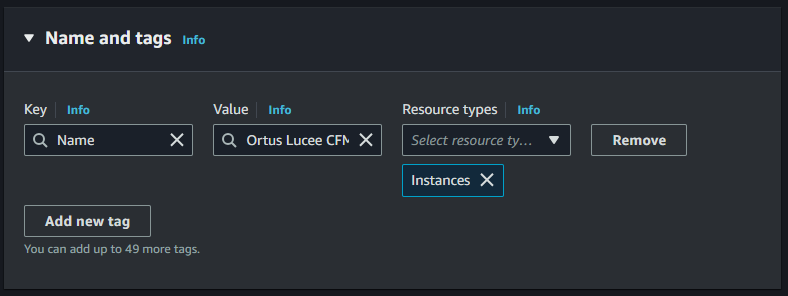 Name and tags Info
Key Info Value Info Resource types Info
Name Ortus Lucee Select resource ty... Remove
Instances
Add new tag
You can add up to 49 more tags.